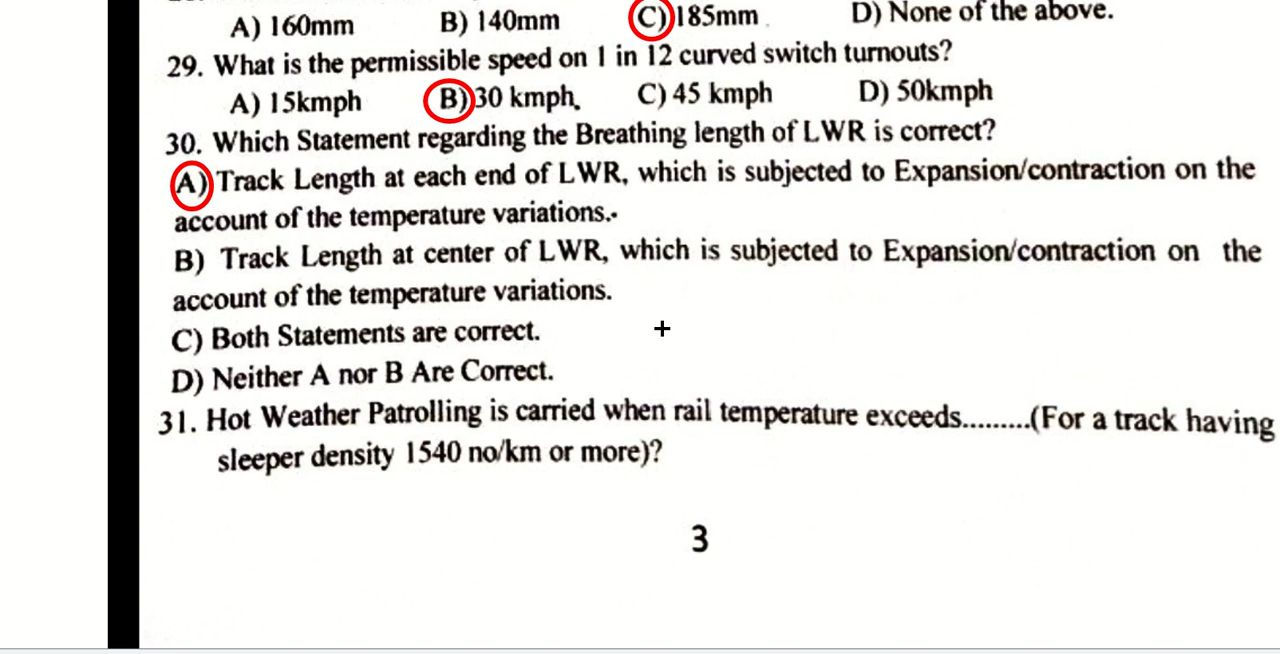 A) 160mm B) 140mm C) 185mm D) None of the above.
29. What is the permissible speed on 1 in 12 curved switch turnouts?
A) 15kmph B) 30 kmph. C) 45 kmph D) 50kmph
30. Which Statement regarding the Breathing length of LWR is correct?
A) Track Length at each end of LWR, which is subjected to Expansion/contraction on the
account of the temperature variations..
B) Track Length at center of LWR, which is subjected to Expansion/contraction on the
account of the temperature variations.
C) Both Statements are correct.
D) Neither A nor B Are Correct.
31. Hot Weather Patrolling is carried when rail temperature exceeds.........(For a track having
sleeper density 1540 no/km or more)?
3